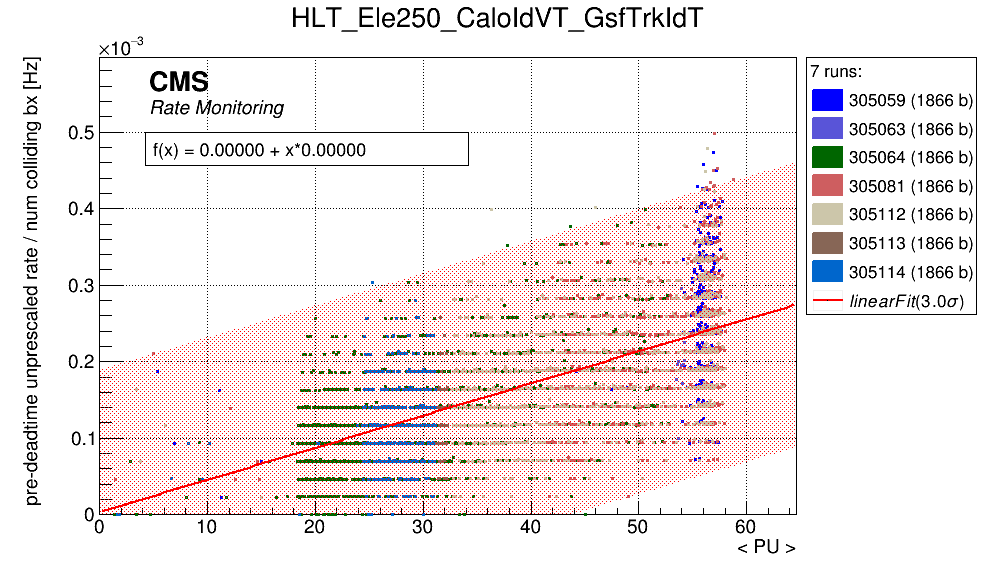 HLT_Ele250_CaloIdVT_GsfTrkIdT
×10⁻³
CMS
Rate Monitoring
f(x) = 0.00000 + x*0.00000
pre-deadtime unprescaled rate / num colliding bx [Hz]
0.5
0.4
0.3
0.2
0.1
0
0 10 20 30 40 50 60
< PU >
7 runs:
305059 (1866 b)
305063 (1866 b)
305064 (1866 b)
305081 (1866 b)
305112 (1866 b)
305113 (1866 b)
305114 (1866 b)
linearFit(3.0σ)